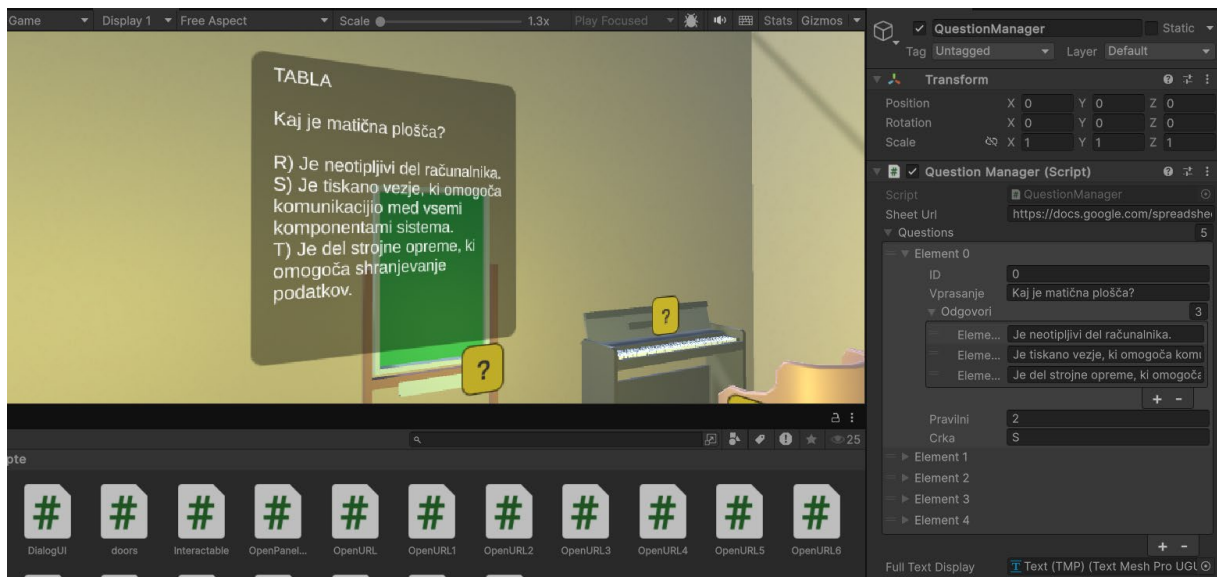 Game Display 1 Free Aspect Scale 1.3x Play Focused Stats Gizmos
TABLA
Kaj je matična plošča?
R) Je neotipljivi del računalnika.
S) Je tiskano vezje, ki omogoča
komunikacijio med vsemi
komponentami sistema.
T) Je del strojne opreme, ki
omogoča shranjevanje
podatkov.
?
?
25
pte
#
#
#
#
#
#
#
#
#
#
DialogUI doors Interactable OpenPanel... OpenURL OpenURL1 OpenURL2 OpenURL3 OpenURL4 OpenURL5 OpenURL6
QuestionManager Static
Tag Untagged Layer Default
Transform
Position X 0 Y 0 Z 0
Rotation X 0 Y 0 Z 0
Scale X 1 Y 1 Z 1
# Question Manager (Script)
Script QuestionManager
Sheet Url https://docs.google.com/spreadshe
Questions 5
Element 0
ID 0
Vprasanje Kaj je matična plošča?
Odgovori 3
Eleme... Je neotipljivi del računalnika.
Eleme... Je tiskano vezje, ki omogoča komu
Eleme... Je del strojne opreme, ki omogoča
+ -
Pravilni 2
Crka S
Element 1
Element 2
Element 3
Element 4
+ -
Full Text Display Text (TMP) (Text Mesh Pro UGU